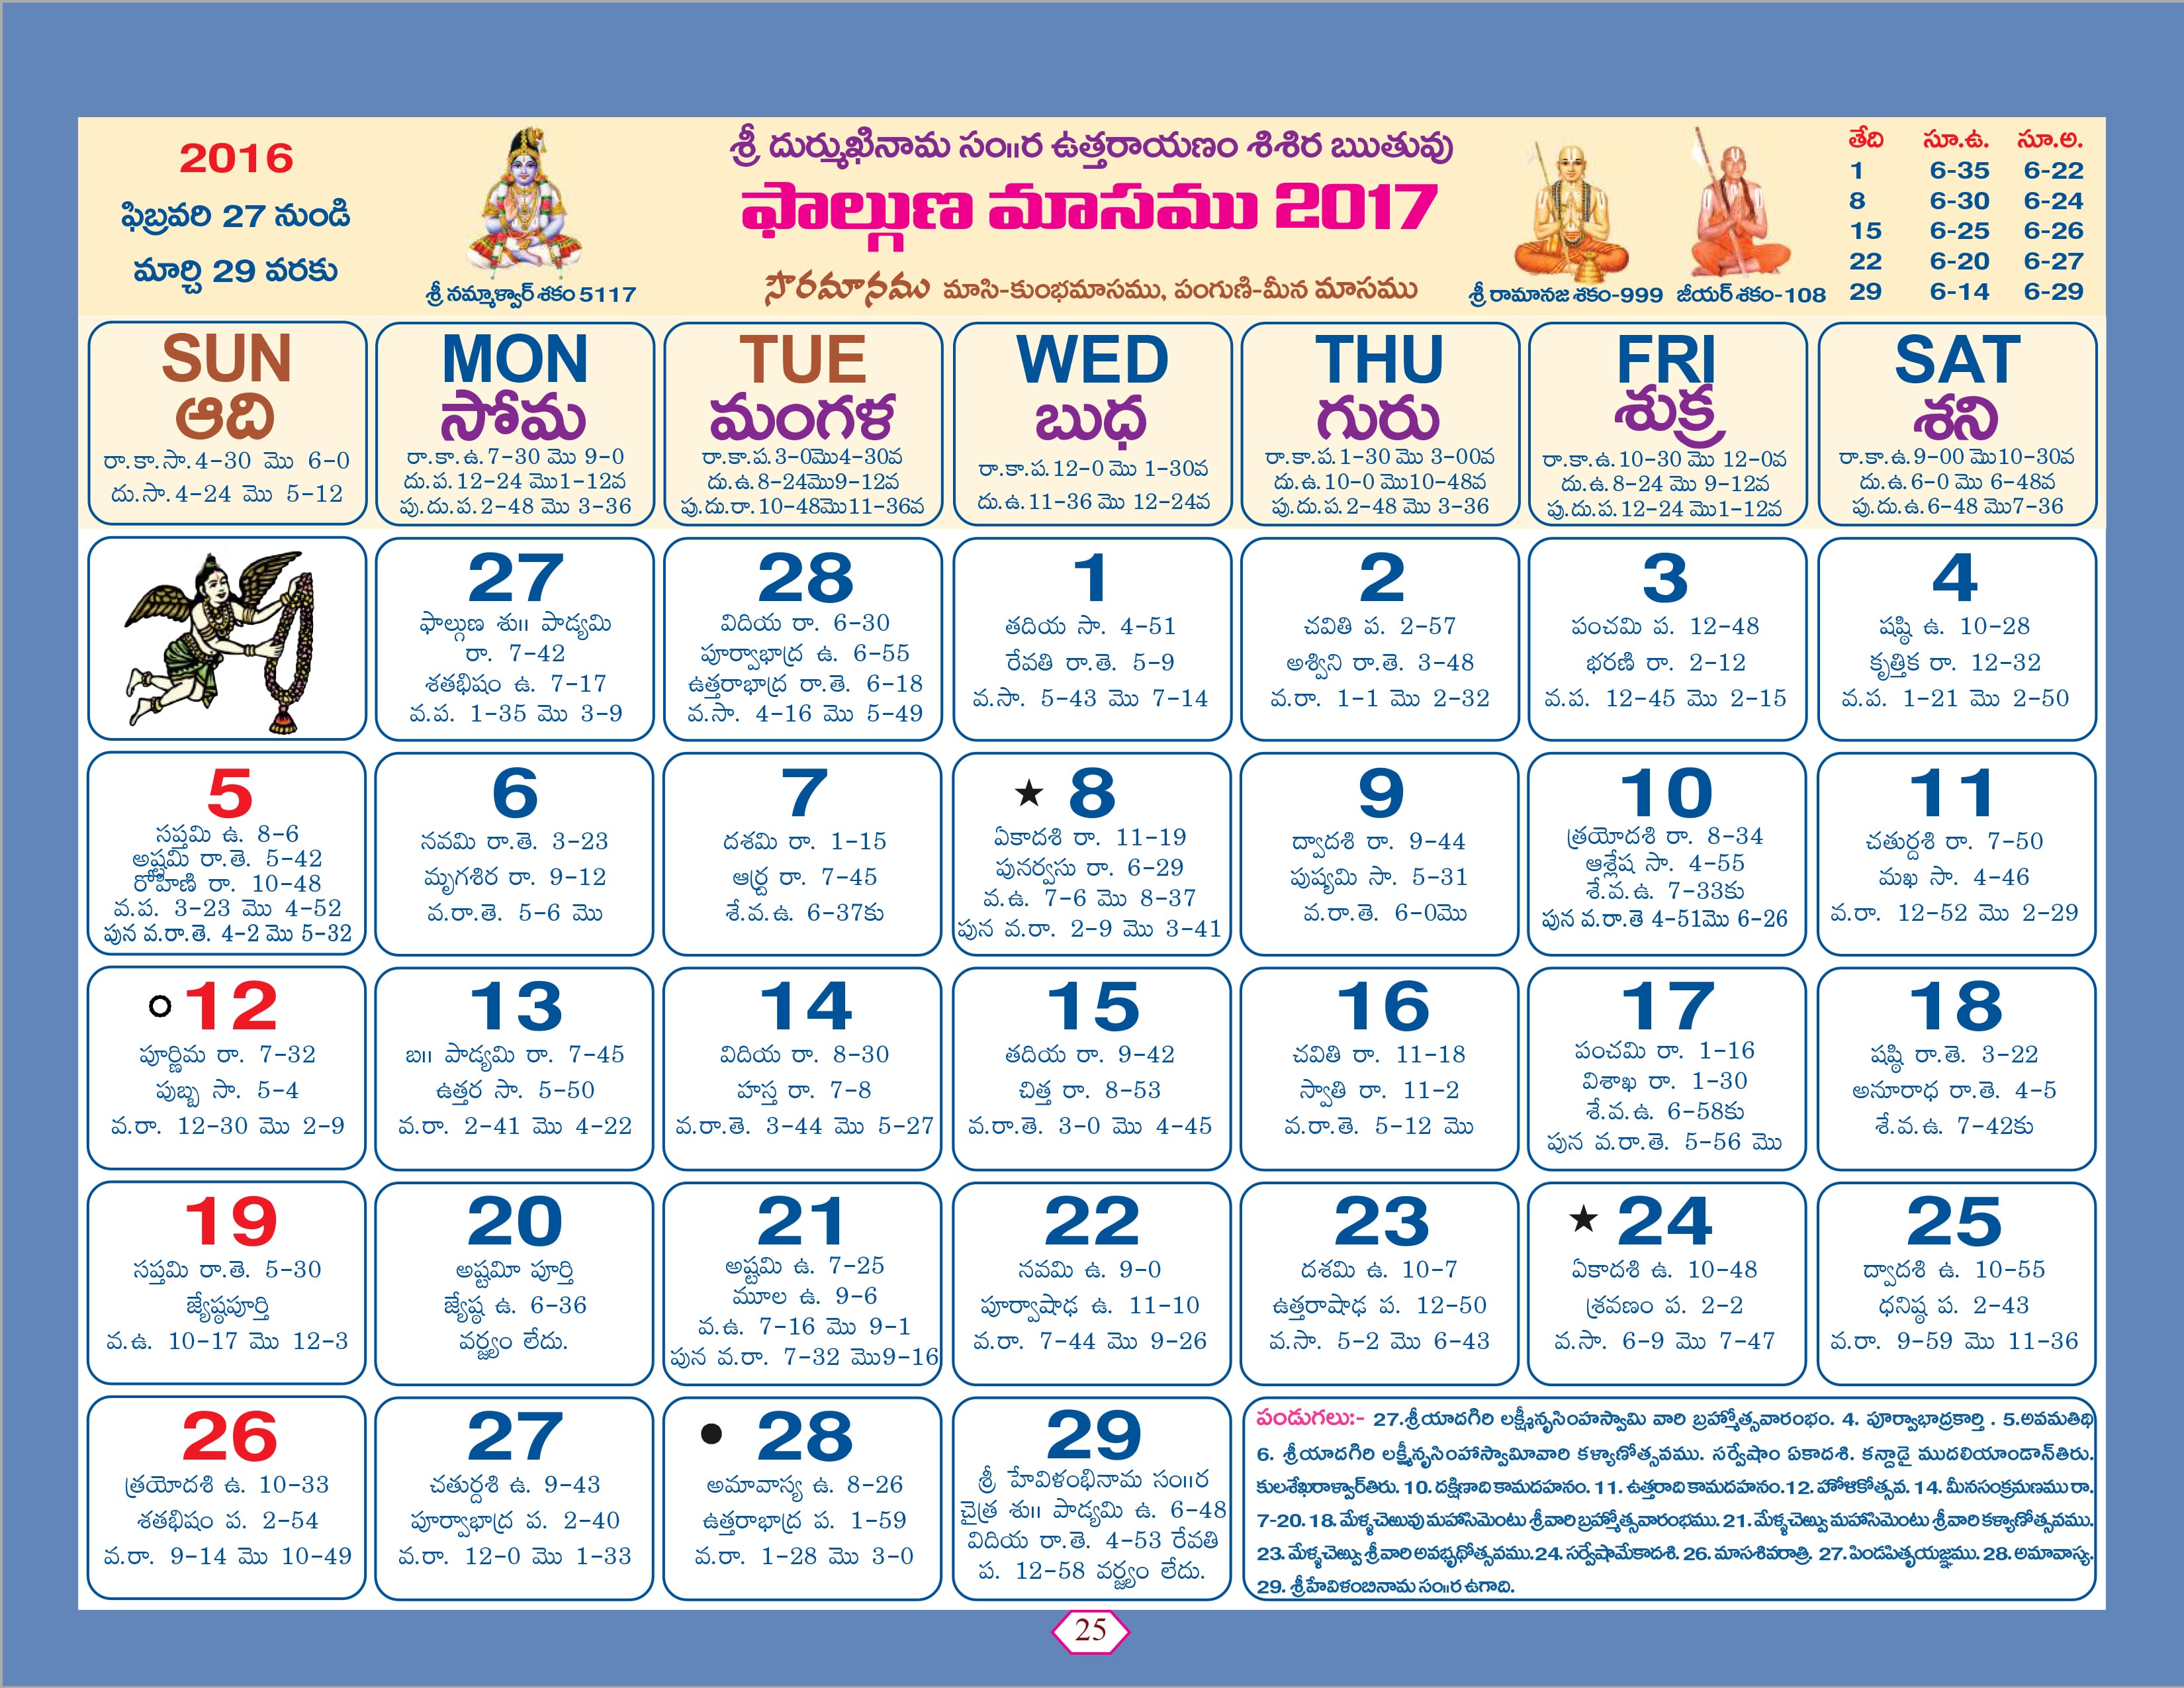 2016
ఫిబ్రవరి 27 నుండి
మార్చి 29 వరకు
శ్రీ నమ్మాళ్వార్ శకం 5117
శ్రీ దుర్ముఖినామ సం॥ర ఉత్తరాయణం శిశిర ఋతువు
ఫాల్గుణ మాసము 2017
సౌరమానము మాసి-కుంభమాసము, పంగుణి-మీన మాసము
శ్రీ రామానజ శకం-999
జీయర్ శకం-108
తేది సూ.ఉ. సూ.అ.
1 6-35 6-22
8 6-30 6-24
15 6-25 6-26
22 6-20 6-27
29 6-14 6-29
SUN
ఆది
రా.కా.సా.4-30 మొ 6-0
దు.సా.4-24 మొ 5-12
MON
సోమ
రా.కా.ఉ.7-30 మొ 9-0
దు.ప.12-24 మొ1-12వ
పు.దు.ప.2-48 మొ 3-36
TUE
మంగళ
రా.కా.ప.3-0మొ4-30వ
దు.ఉ.8-24మొ9-12వ
పు.దు.రా.10-48మొ11-36వ
WED
బుధ
రా.కా.ప.12-0 మొ 1-30వ
దు.ఉ.11-36 మొ 12-24వ
THU
గురు
రా.కా.ప.1-30 మొ 3-00వ
దు.ఉ.10-0 మొ10-48వ
పు.దు.ప.2-48 మొ 3-36
FRI
శుక్ర
రా.కా.ఉ.10-30 మొ 12-0వ
దు.ఉ.8-24 మొ 9-12వ
పు.దు.ప.12-24 మొ1-12వ
SAT
శని
రా.కా.ఉ.9-00 మొ10-30వ
దు.ఉ.6-0 మొ 6-48వ
పు.దు.ఉ.6-48 మొ7-36
27
ఫాల్గుణ శు॥ పాడ్యమి
రా. 7-42
శతభిషం ఉ. 7-17
వ.ప. 1-35 మొ 3-9
28
విదియ రా. 6-30
పూర్వాభాద్ర ఉ. 6-55
ఉత్తరాభాద్ర రా.తె. 6-18
వ.సా. 4-16 మొ 5-49
1
తదియ సా. 4-51
రేవతి రా.తె. 5-9
వ.సా. 5-43 మొ 7-14
2
చవితి ప. 2-57
అశ్విని రా.తె. 3-48
వ.రా. 1-1 మొ 2-32
3
పంచమి ప. 12-48
భరణి రా. 2-12
వ.ప. 12-45 మొ 2-15
4
షష్ఠి ఉ. 10-28
కృత్తిక రా. 12-32
వ.ప. 1-21 మొ 2-50
5
సప్తమి ఉ. 8-6
అష్టమి రా.తె. 5-42
రోహిణి రా. 10-48
వ.ప. 3-23 మొ 4-52
పున వ.రా.తె. 4-2 మొ 5-32
6
నవమి రా.తె. 3-23
మృగశిర రా. 9-12
వ.రా.తె. 5-6 మొ
7
దశమి రా. 1-15
ఆర్ద్ర రా. 7-45
శే.వ.ఉ. 6-37కు
★ 8
ఏకాదశి రా. 11-19
పునర్వసు రా. 6-29
వ.ఉ. 7-6 మొ 8-37
పున వ.రా. 2-9 మొ 3-41
9
ద్వాదశి రా. 9-44
పుష్యమి సా. 5-31
వ.రా.తె. 6-0మొ
10
త్రయోదశి రా. 8-34
ఆశ్లేష సా. 4-55
శే.వ.ఉ. 7-33కు
పున వ.రా.తె 4-51మొ 6-26
11
చతుర్దశి రా. 7-50
మఖ సా. 4-46
వ.రా. 12-52 మొ 2-29
12
పూర్ణిమ రా. 7-32
పుబ్బ సా. 5-4
వ.రా. 12-30 మొ 2-9
13
బ॥ పాడ్యమి రా. 7-45
ఉత్తర సా. 5-50
వ.రా. 2-41 మొ 4-22
14
విదియ రా. 8-30
హస్త రా. 7-8
వ.రా.తె. 3-44 మొ 5-27
15
తదియ రా. 9-42
చిత్త రా. 8-53
వ.రా.తె. 3-0 మొ 4-45
16
చవితి రా. 11-18
స్వాతి రా. 11-2
వ.రా.తె. 5-12 మొ
17
పంచమి రా. 1-16
విశాఖ రా. 1-30
శే.వ.ఉ. 6-58కు
పున వ.రా.తె. 5-56 మొ
18
షష్ఠి రా.తె. 3-22
అనూరాధ రా.తె. 4-5
శే.వ.ఉ. 7-42కు
19
సప్తమి రా.తె. 5-30
జ్యేష్ఠపూర్తి
వ.ఉ. 10-17 మొ 12-3
20
అష్టమీ పూర్తి
జ్యేష్ఠ ఉ. 6-36
వర్జ్యం లేదు.
21
అష్టమి ఉ. 7-25
మూల ఉ. 9-6
వ.ఉ. 7-16 మొ 9-1
పున వ.రా. 7-32 మొ9-16
22
నవమి ఉ. 9-0
పూర్వాషాఢ ఉ. 11-10
వ.రా. 7-44 మొ 9-26
23
దశమి ఉ. 10-7
ఉత్తరాషాఢ ప. 12-50
వ.సా. 5-2 మొ 6-43
★ 24
ఏకాదశి ఉ. 10-48
శ్రవణం ప. 2-2
వ.సా. 6-9 మొ 7-47
25
ద్వాదశి ఉ. 10-55
ధనిష్ఠ ప. 2-43
వ.రా. 9-59 మొ 11-36
26
త్రయోదశి ఉ. 10-33
శతభిషం ప. 2-54
వ.రా. 9-14 మొ 10-49
27
చతుర్దశి ఉ. 9-43
పూర్వాభాద్ర ప. 2-40
వ.రా. 12-0 మొ 1-33
28
అమావాస్య ఉ. 8-26
ఉత్తరాభాద్ర ప. 1-59
వ.రా. 1-28 మొ 3-0
29
శ్రీ హేవిళంభినామ సం॥ర
చైత్ర శు॥ పాడ్యమి ఉ. 6-48
విదియ రా.తె. 4-53 రేవతి
ప. 12-58 వర్జ్యం లేదు.
పండుగలు:- 27.శ్రీయాదగిరి లక్ష్మీనృసింహస్వామి వారి బ్రహ్మోత్సవారంభం. 4. పూర్వాభాద్రకార్తి . 5.అవమతిథి
6. శ్రీయాదగిరి లక్ష్మీనృసింహాస్వామీవారి కళ్యాణోత్సవము. సర్వేషాం ఏకాదశి. కన్దాడై ముదలియాండాన్‌తిరు.
కులశేఖరాళ్వార్‌తిరు. 10. దక్షిణాది కామదహనం. 11. ఉత్తరాది కామదహనం.12. హోళికోత్సవ. 14. మీనసంక్రమణము రా.
7-20. 18. మేళ్ళచెఱువు మహాసిమెంటు శ్రీవారి బ్రహ్మోత్సవారంభము. 21. మేళ్ళచెఱ్వు మహాసిమెంటు శ్రీవారి కళ్యాణోత్సవము.
23. మేళ్ళచెఱ్వు శ్రీవారి అవభృథోత్సవము. 24. సర్వేషామేకాదశి. 26. మాసశివరాత్రి. 27. పిండపితృయజ్ఞము. 28. అమావాస్య.
29. శ్రీహేవిళంబినామ సం॥ర ఉగాది.
25